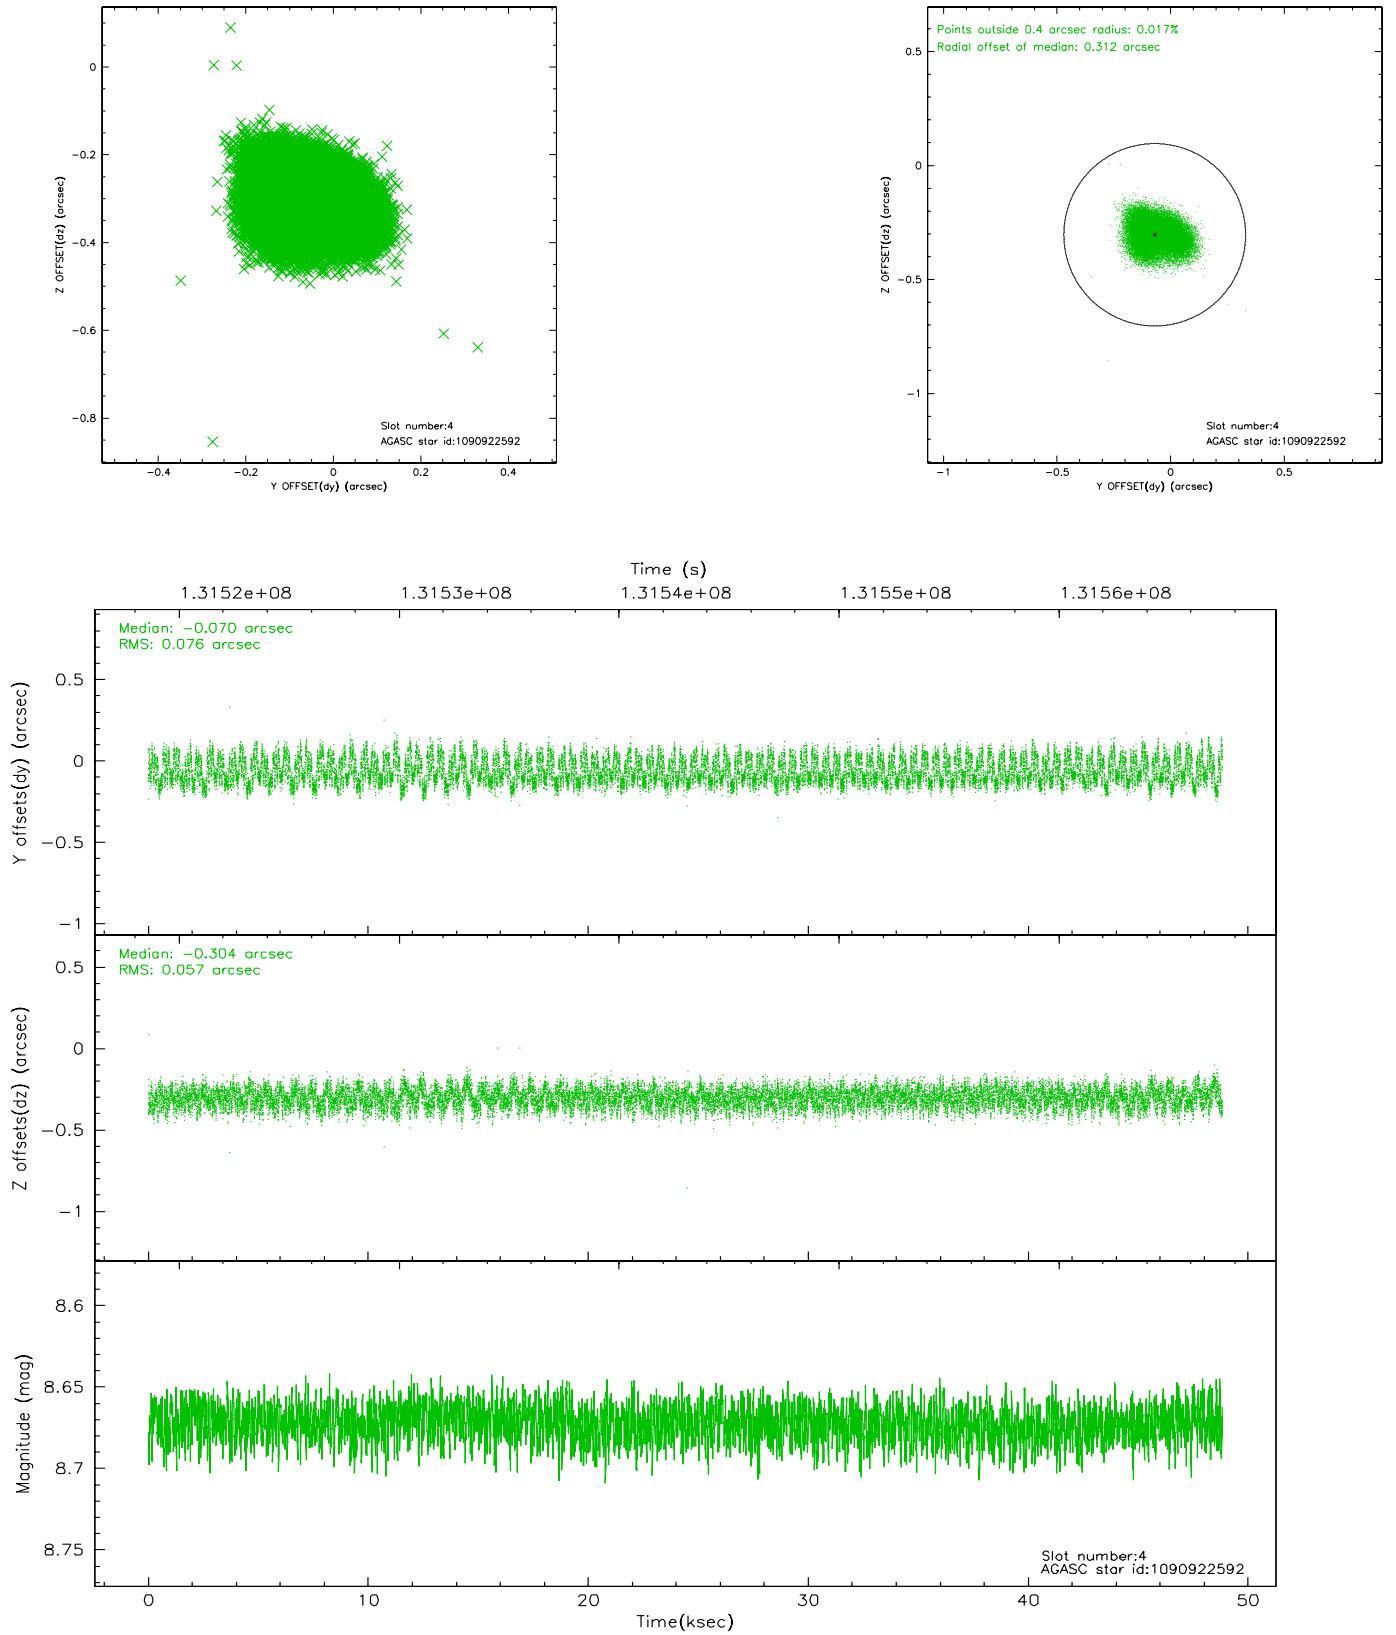 0
−0.2
−0.4
−0.6
−0.8
Z OFFSET(dz) (arcsec)
Slot number:4
AGASC star id:1090922592
−0.4
−0.2
0
0.2
0.4
Y OFFSET(dy) (arcsec)
Points outside 0.4 arcsec radius: 0.017%
Radial offset of median: 0.312 arcsec
0.5
0
−0.5
−1
Z OFFSET(dz) (arcsec)
Slot number:4
AGASC star id:1090922592
−1
−0.5
0
0.5
Y OFFSET(dy) (arcsec)
Time (s)
1.3152e+08
1.3153e+08
1.3154e+08
1.3155e+08
1.3156e+08
Median: −0.070 arcsec
RMS: 0.076 arcsec
0.5
0
−0.5
−1
Y offsets(dy) (arcsec)
Median: −0.304 arcsec
RMS: 0.057 arcsec
0.5
0
−0.5
−1
Z offsets(dz) (arcsec)
8.6
8.65
8.7
8.75
Magnitude (mag)
Slot number:4
AGASC star id:1090922592
0
10
20
30
40
50
Time(ksec)